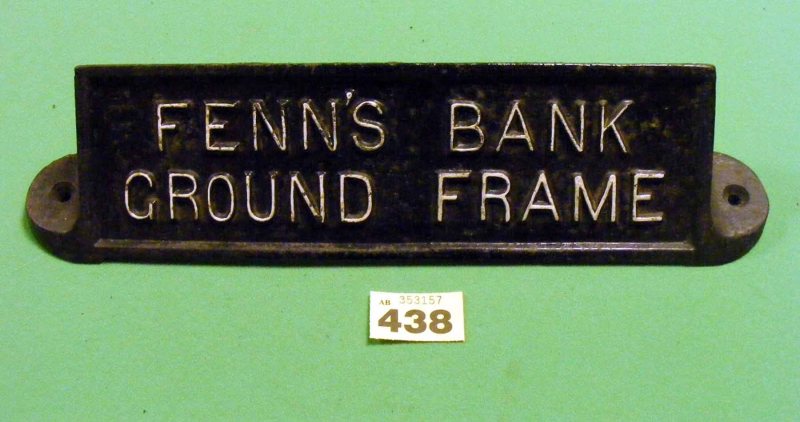 FENN'S BANK
GROUND FRAME
AB 353157
438